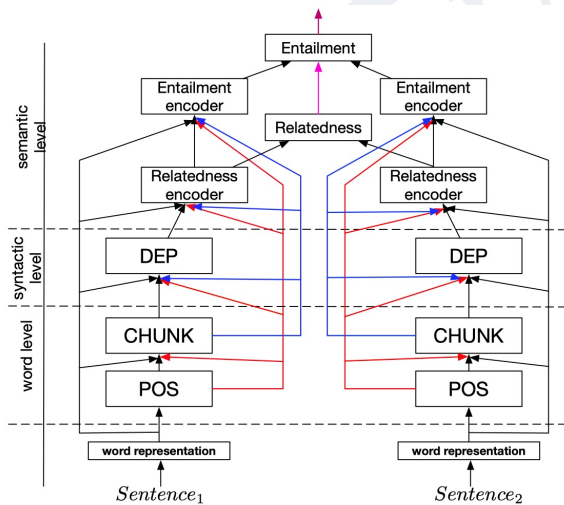 Entailment
Entailment
encoder
Entailment
encoder
Relatedness
Relatedness
encoder
Relatedness
encoder
semantic
level
DEP
DEP
syntactic
level
CHUNK
CHUNK
word level
POS
POS
word representation
word representation
Sentence₁
Sentence₂